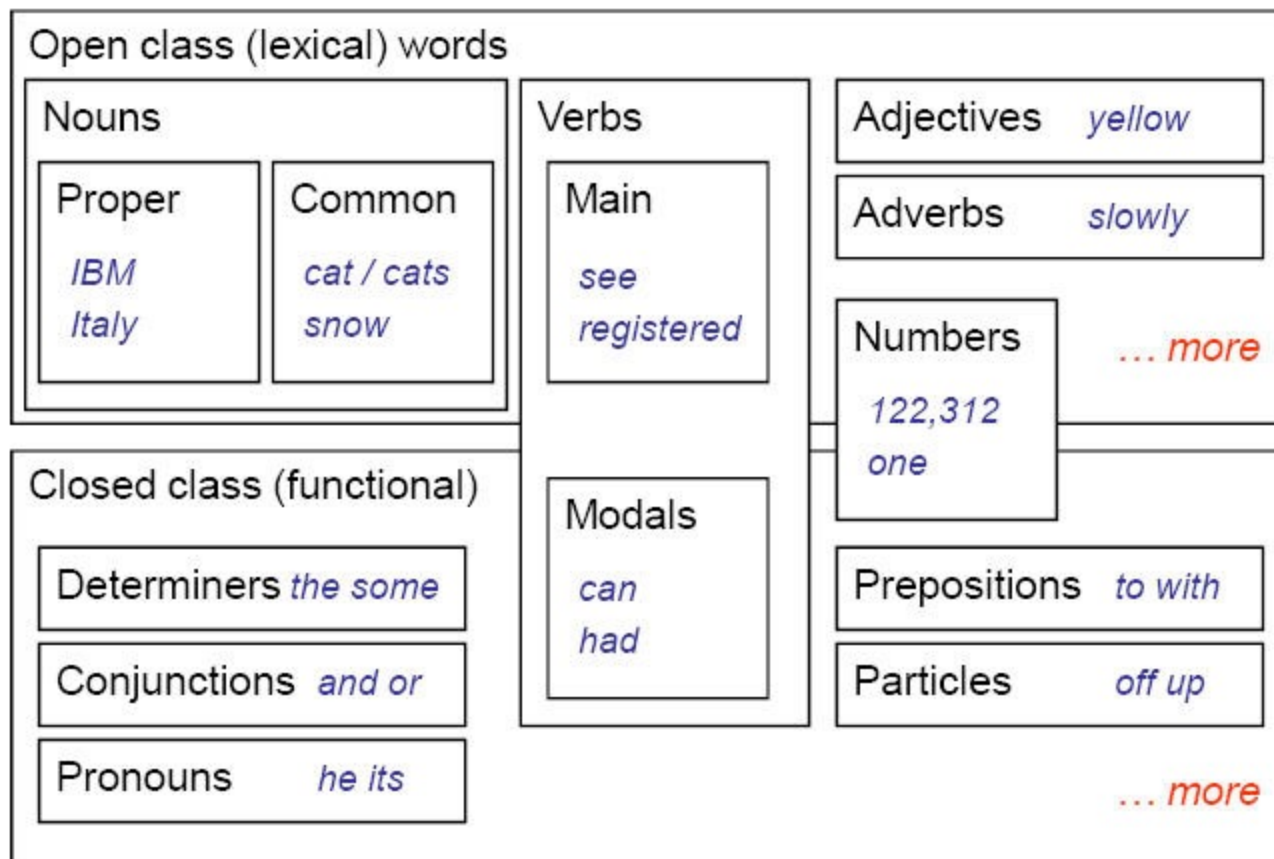 Open class (lexical) words
Nouns
Proper
IBM
Italy
Common
cat / cats
snow
Verbs
Main
see
registered
Adjectives yellow
Adverbs slowly
Numbers
122,312
one
… more
Closed class (functional)
Determiners the some
Conjunctions and or
Pronouns he its
Modals
can
had
Prepositions to with
Particles off up
… more